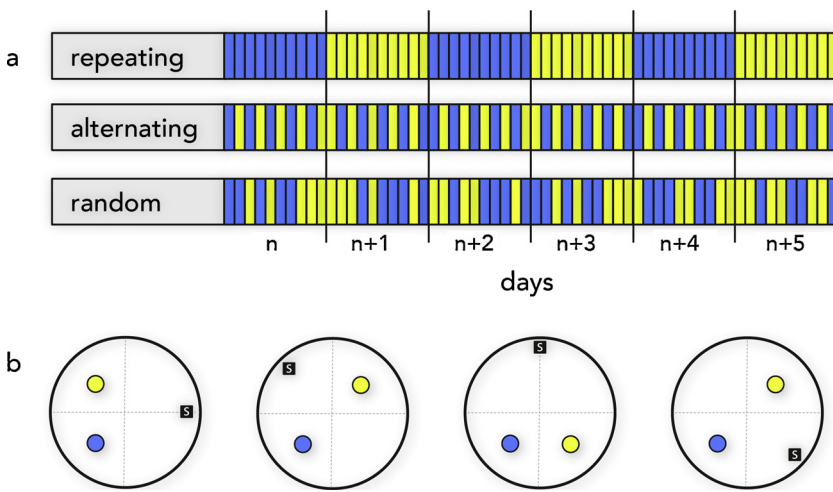 a
repeating
alternating
random
n n+1 n+2 n+3 n+4 n+5
days
b
S S S S